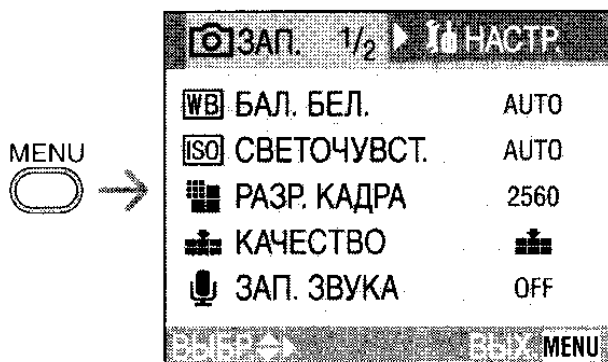 ЗАП. 1/2 НАСТР.
WB БАЛ. БЕЛ. AUTO
ISO СВЕТОЧУВСТ. AUTO
MENU
РАЗР. КАДРА 2560
КАЧЕСТВО
ЗАП. ЗВУКА OFF
ВЫБР ВЫХ MENU